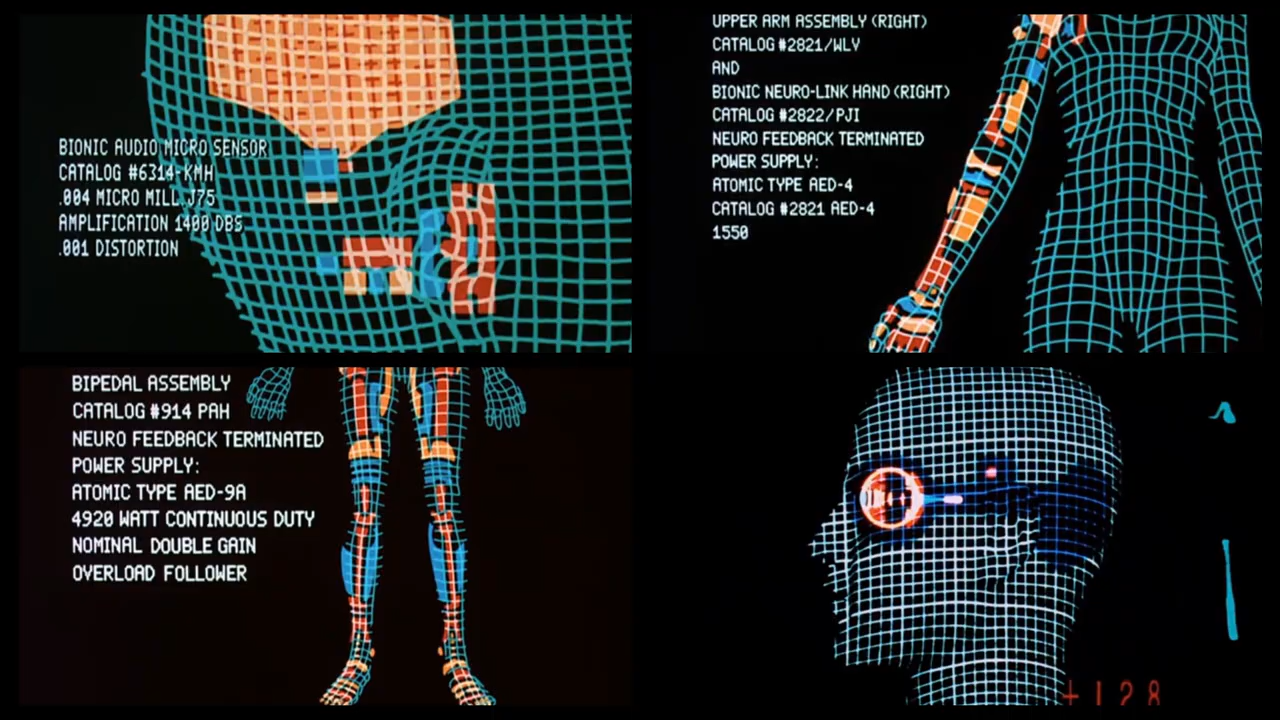 BIONIC AUDIO MICRO SENSOR
CATALOG #6314-KMH
.004 MICRO MILL J75
AMPLIFICATION 1400 DBS
.001 DISTORTION
UPPER ARM ASSEMBLY (RIGHT)
CATALOG #2821/WLY
AND
BIONIC NEURO-LINK HAND (RIGHT)
CATALOG #2822/PJI
NEURO FEEDBACK TERMINATED
POWER SUPPLY:
ATOMIC TYPE AED-4
CATALOG #2821 AED-4
1550
BIPEDAL ASSEMBLY
CATALOG #914 PAH
NEURO FEEDBACK TERMINATED
POWER SUPPLY:
ATOMIC TYPE AED-9A
4920 WATT CONTINUOUS DUTY
NOMINAL DOUBLE GAIN
OVERLOAD FOLLOWER
+128